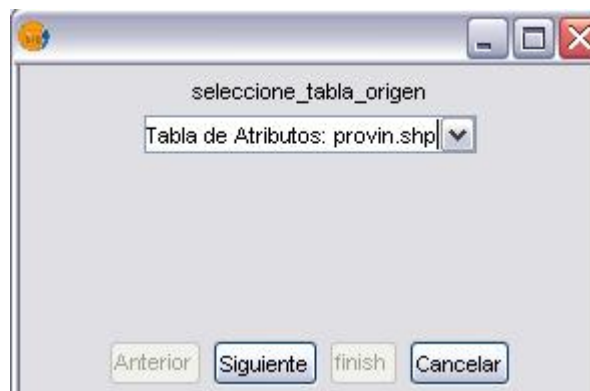 seleccione_tabla_origen
Tabla de Atributos: provin.shp
Anterior Siguiente finish Cancelar